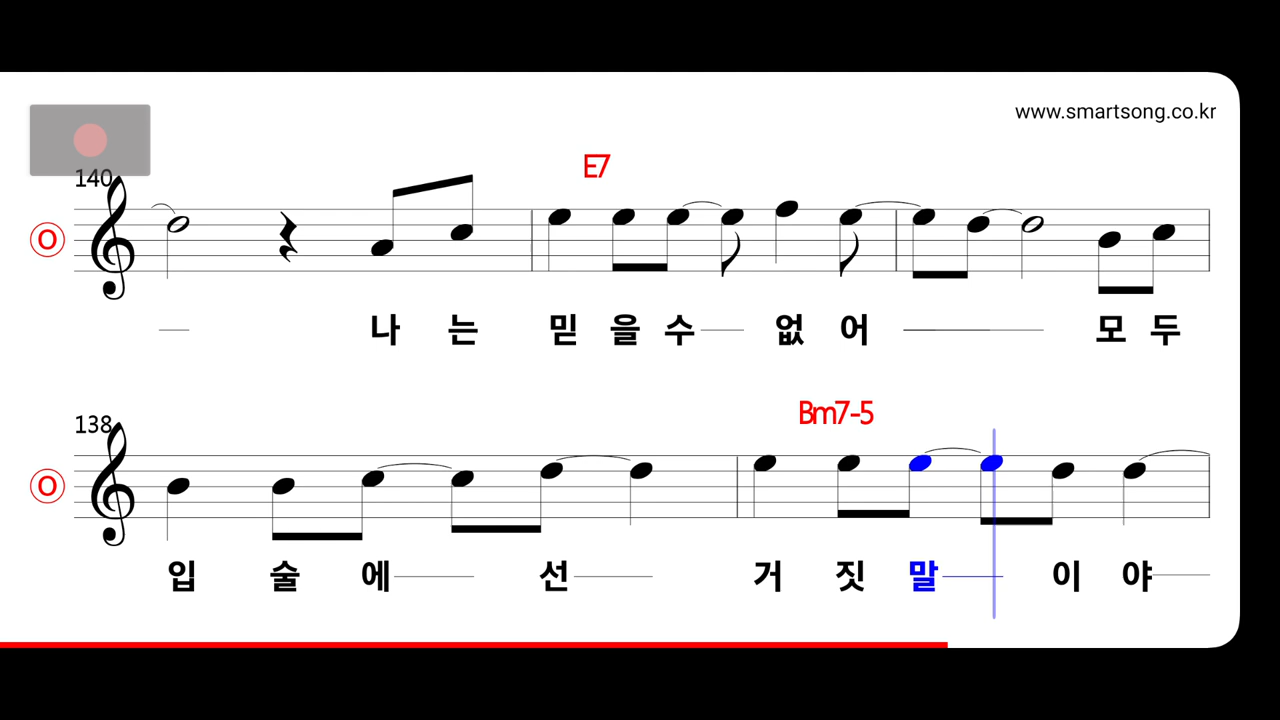 www.smartsong.co.kr
140
E7
O
나 는 믿 을 수 없 어 모 두
138
Bm7-5
O
입 술 에 선 거 짓 말 이 야